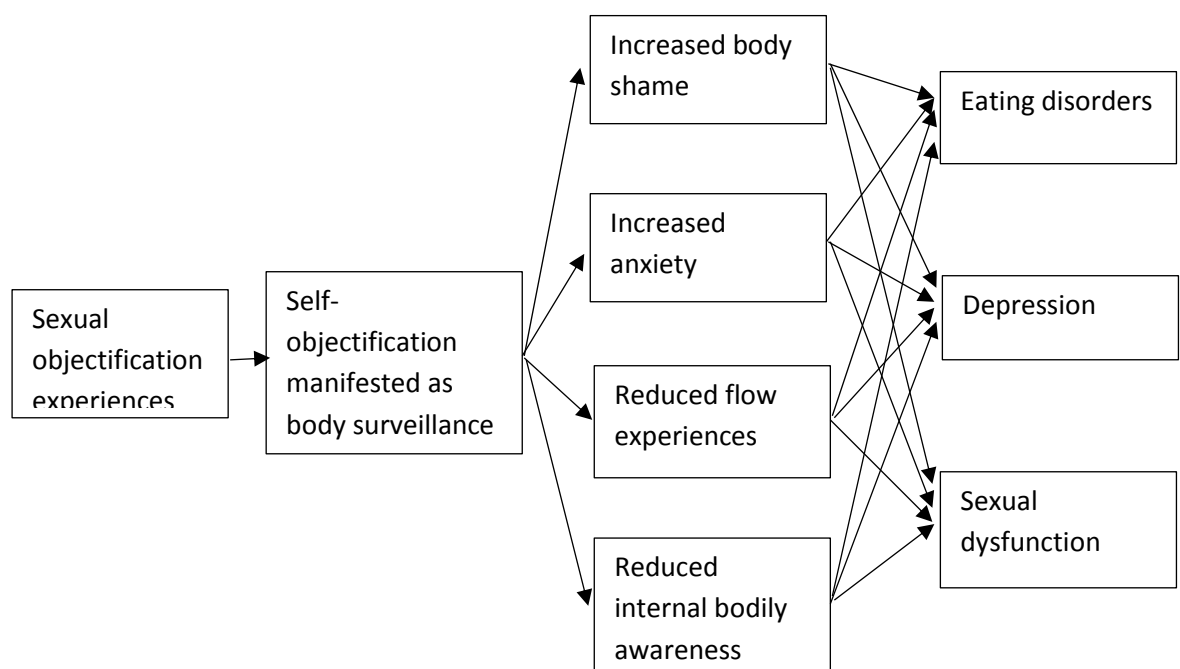 Sexual
objectification
experiences
Self-
objectification
manifested as
body surveillance
Increased body
shame
Increased
anxiety
Reduced flow
experiences
Reduced
internal bodily
awareness
Eating disorders
Depression
Sexual
dysfunction